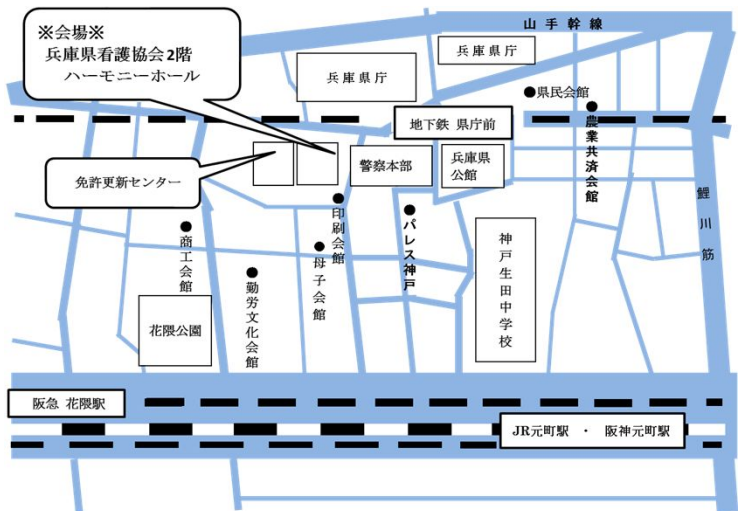 ※会場※
兵庫県看護協会2階
ハーモニーホール
山手幹線
兵庫県庁
兵庫県庁
●県民会館
地下鉄 県庁前
●農業共済会館
免許更新センター
警察本部
兵庫県
公館
鯉川筋
●印刷会館
●パレス神戸
●商工会館
●母子会館
神戸生田中学校
●勤労文化会館
花隈公園
阪急 花隈駅
JR元町駅 ・ 阪神元町駅